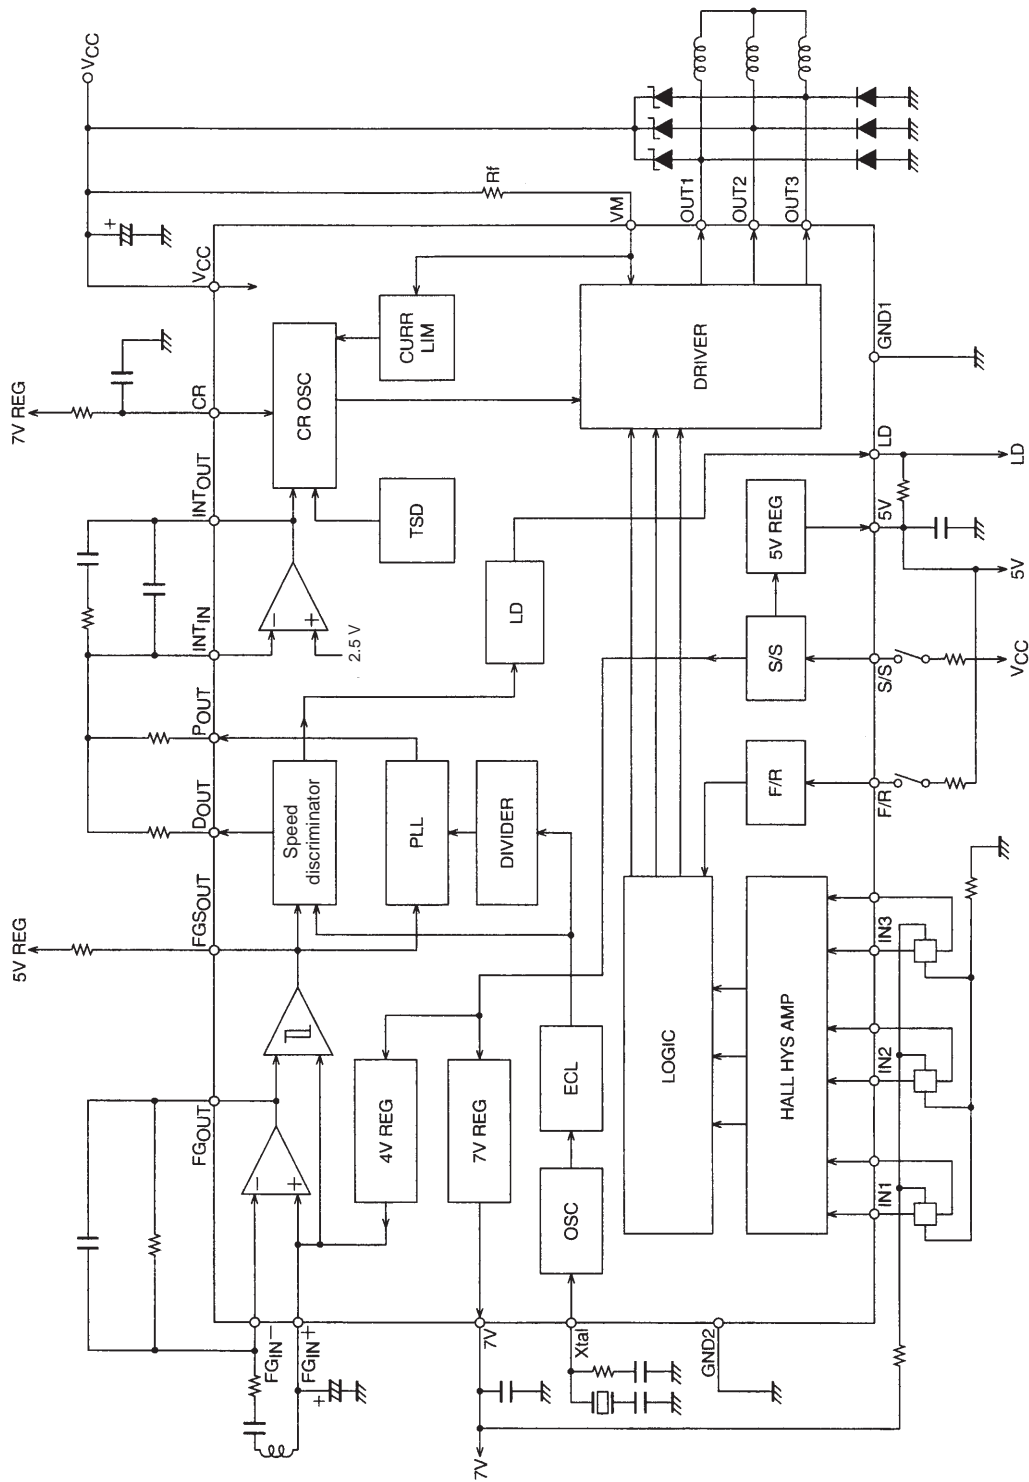 VCC
7V REG
5V REG
Rf
+
VCC
CR
INTOUT
INTIN
POUT
DOUT
FGSOUT
FGOUT
VM
OUT1
OUT2
OUT3
CURR
LIM
CR OSC
DRIVER
GND1
TSD
−
+
2.5 V
LD
LD
LD
5V REG
5V
5V
S/S
S/S
VCC
Speed
discriminator
PLL
DIVIDER
F/R
F/R
4V REG
7V REG
ECL
OSC
LOGIC
HALL HYS AMP
IN3
IN2
IN1
−
+
FGIN−
FGIN+
+
7V
7V
Xtal
GND2